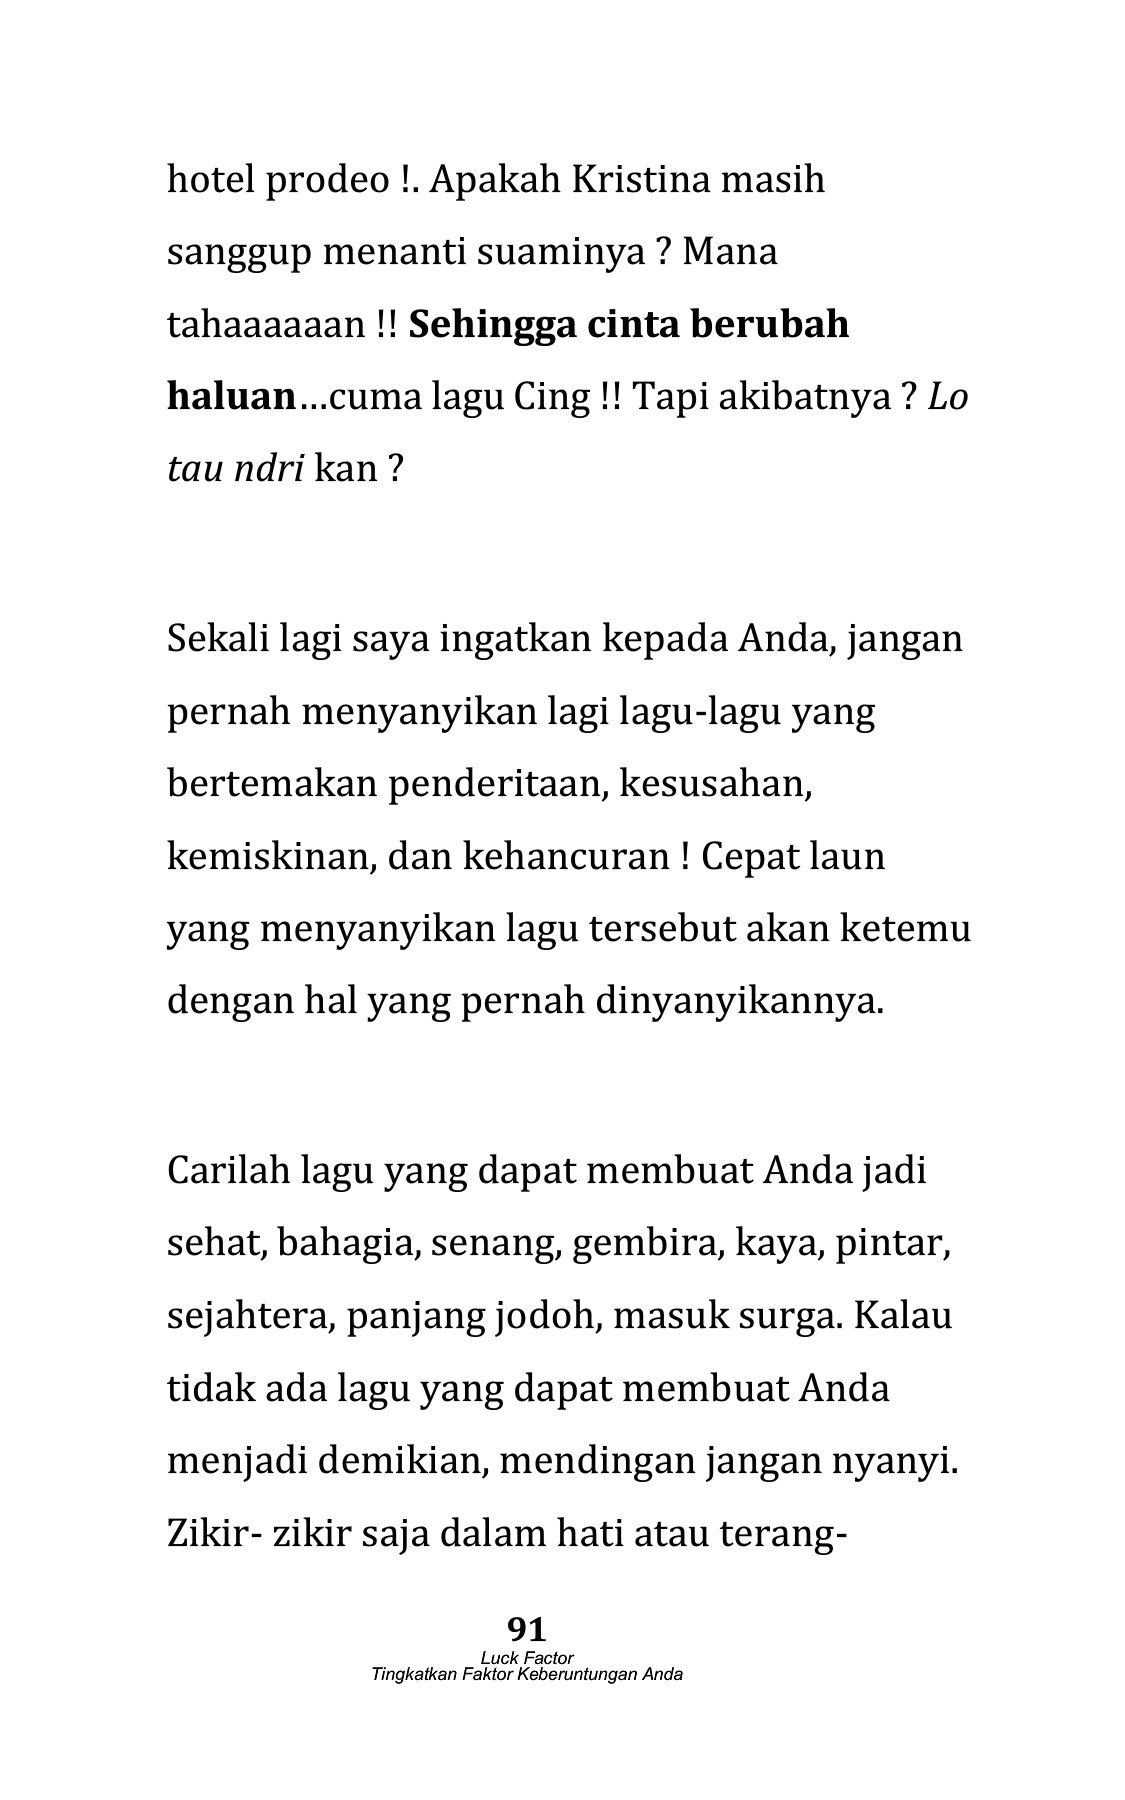 hotel prodeo !. Apakah Kristina masih
sanggup menanti suaminya ? Mana
tahaaaaaan !! Sehingga cinta berubah
haluan…cuma lagu Cing !! Tapi akibatnya ? Lo
tau ndri kan ?
Sekali lagi saya ingatkan kepada Anda, jangan
pernah menyanyikan lagi lagu-lagu yang
bertemakan penderitaan, kesusahan,
kemiskinan, dan kehancuran ! Cepat laun
yang menyanyikan lagu tersebut akan ketemu
dengan hal yang pernah dinyanyikannya.
Carilah lagu yang dapat membuat Anda jadi
sehat, bahagia, senang, gembira, kaya, pintar,
sejahtera, panjang jodoh, masuk surga. Kalau
tidak ada lagu yang dapat membuat Anda
menjadi demikian, mendingan jangan nyanyi.
Zikir- zikir saja dalam hati atau terang-
91
Luck Factor
Tingkatkan Faktor Keberuntungan Anda